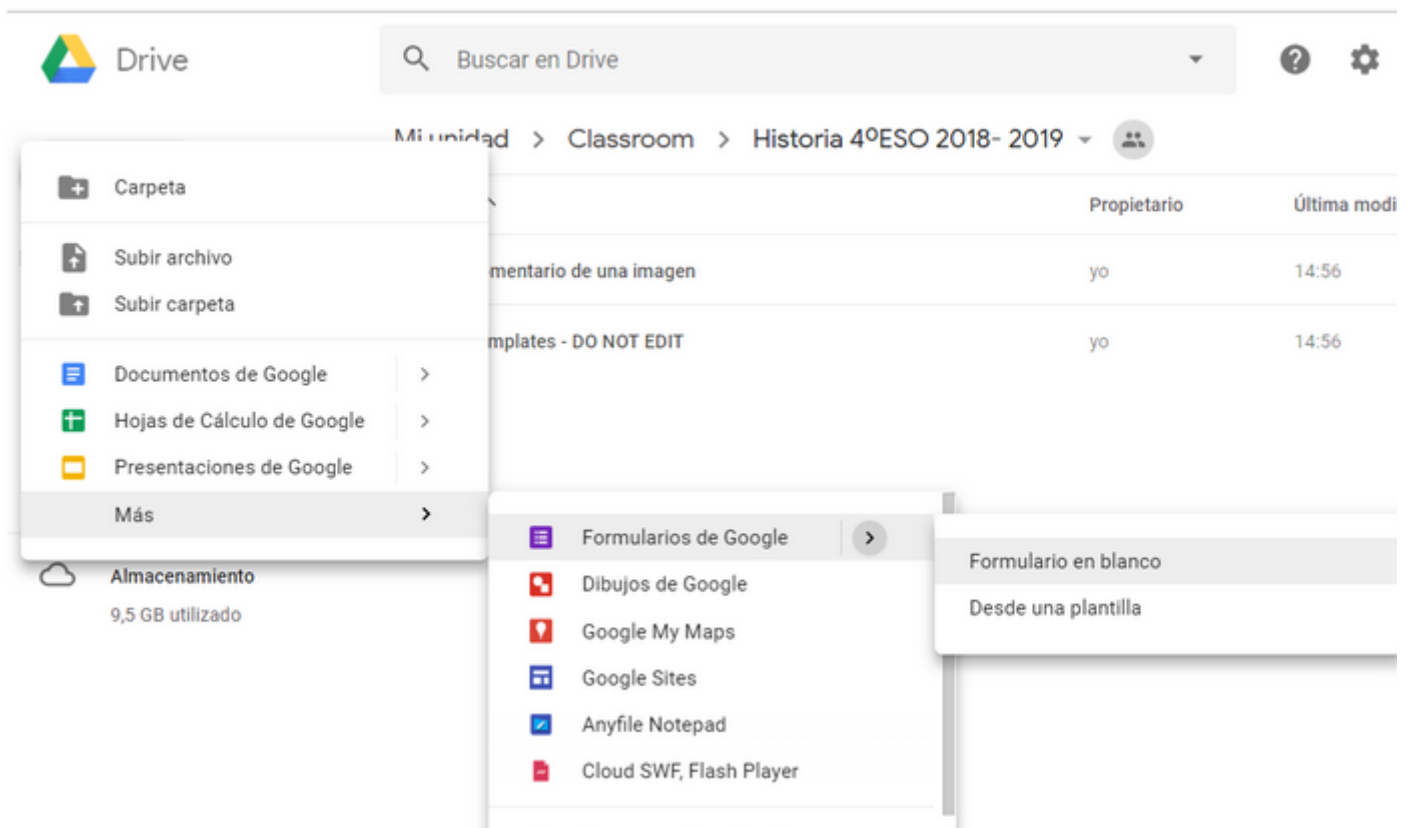 Drive
Buscar en Drive
Mi unidad > Classroom > Historia 4ºESO 2018- 2019
Propietario Última modi
mentario de una imagen yo 14:56
mplates - DO NOT EDIT yo 14:56
Carpeta
Subir archivo
Subir carpeta
Documentos de Google
Hojas de Cálculo de Google
Presentaciones de Google
Más
Formularios de Google
Dibujos de Google
Google My Maps
Google Sites
Anyfile Notepad
Cloud SWF, Flash Player
Formulario en blanco
Desde una plantilla
Almacenamiento
9,5 GB utilizado